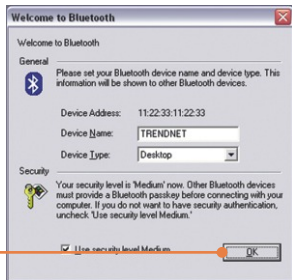 Welcome to Bluetooth
Welcome to Bluetooth
General
Please set your Bluetooth device name and device type. This
information will be shown to other Bluetooth devices.
Device Address: 11:22:33:11:22:33
Device Name: TRENDNET
Device Type: Desktop
Security
Your security level is 'Medium' now. Other Bluetooth devices
must provide a Bluetooth passkey before connecting with your
computer. If you do not want to have security authentication,
uncheck 'Use security level Medium.'
Use security level Medium
OK